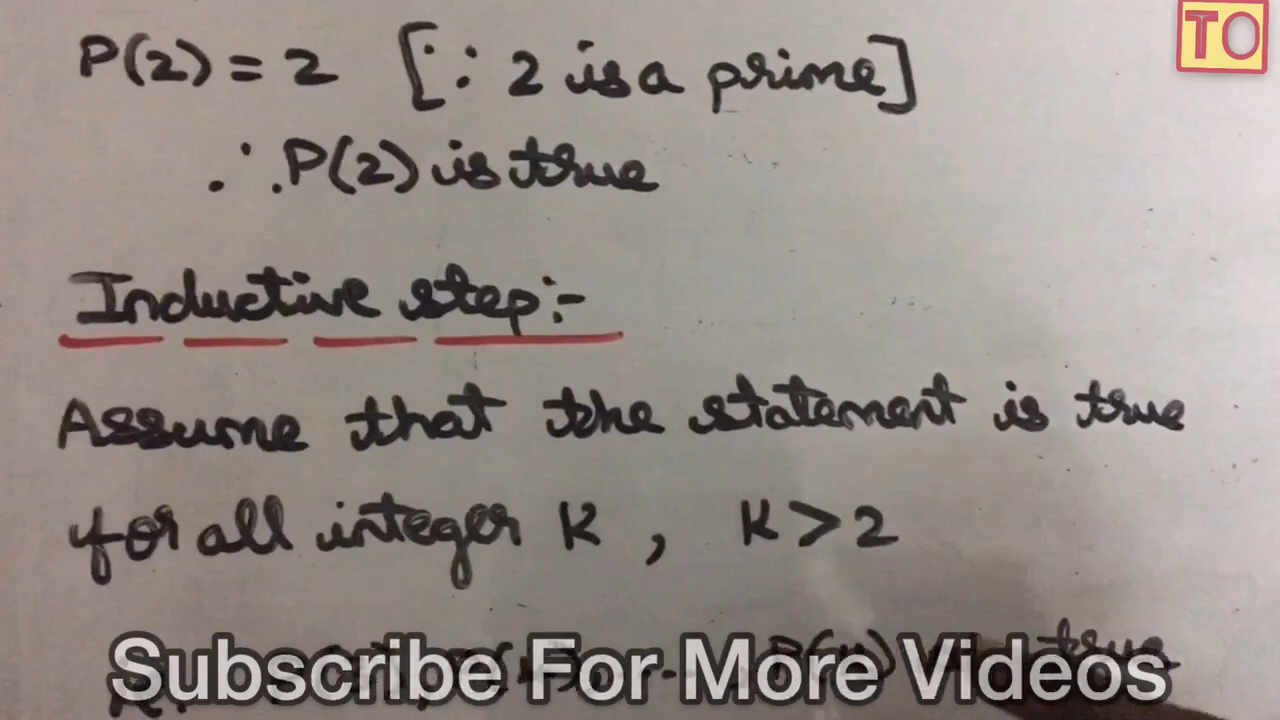 TO
P(2) = 2 [∵ 2 is a prime]
∴ P(2) is true
Inductive step:-
Assume that the statement is true
for all integer K, K>2
true
Subscribe For More Videos